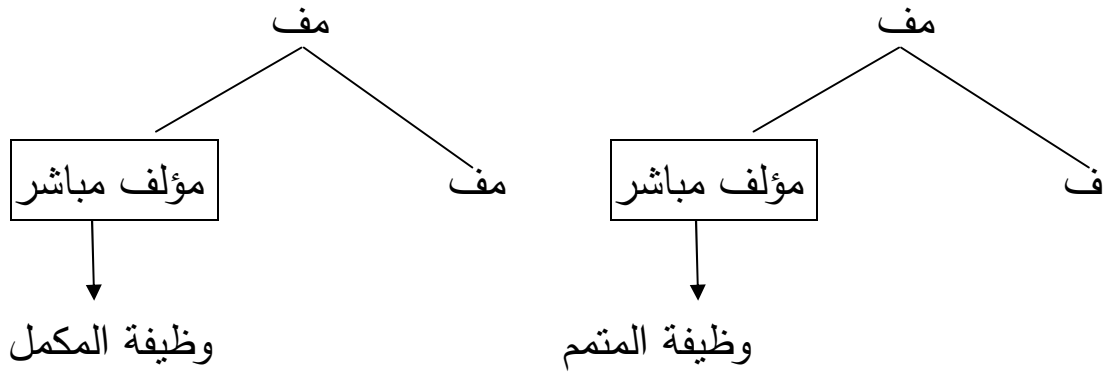 مف
ف
مؤلف مباشر
وظيفة المتمم
مف
مف
مؤلف مباشر
وظيفة المكمل